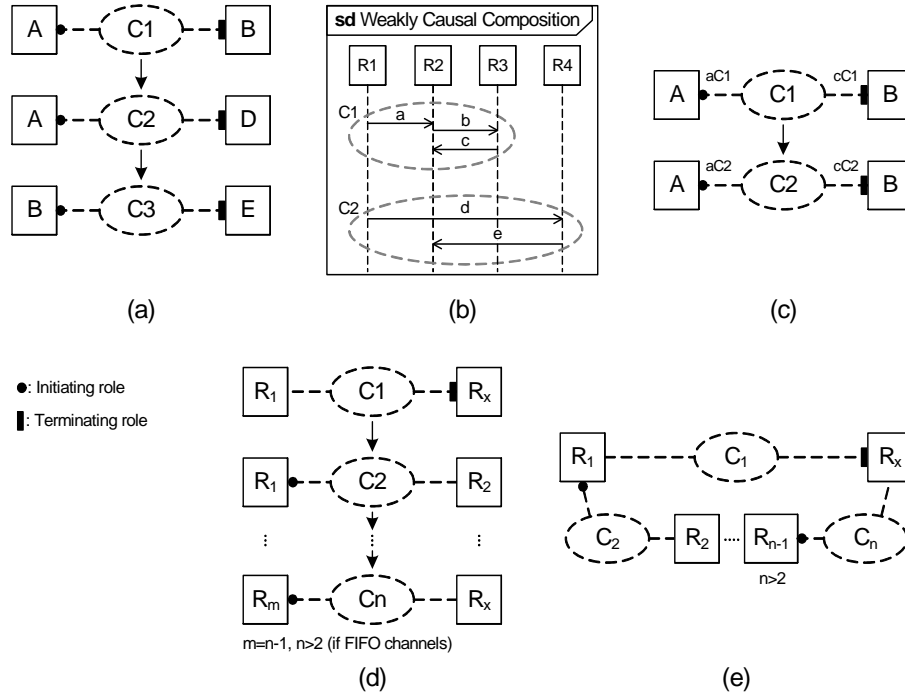 A C1 B
A C2 D
B C3 E
(a)
sd Weakly Causal Composition
R1 R2 R3 R4
C1
a
b
c
C2
d
e
(b)
aC1 cC1
A C1 B
aC2 cC2
A C2 B
(c)
: Initiating role
: Terminating role
R1 C1 Rx
R1 C2 R2
... ... ...
Rm Cn Rx
m=n-1, n>2 (if FIFO channels)
(d)
R1 C1 Rx
C2 R2 ..... Rn-1 Cn
n>2
(e)